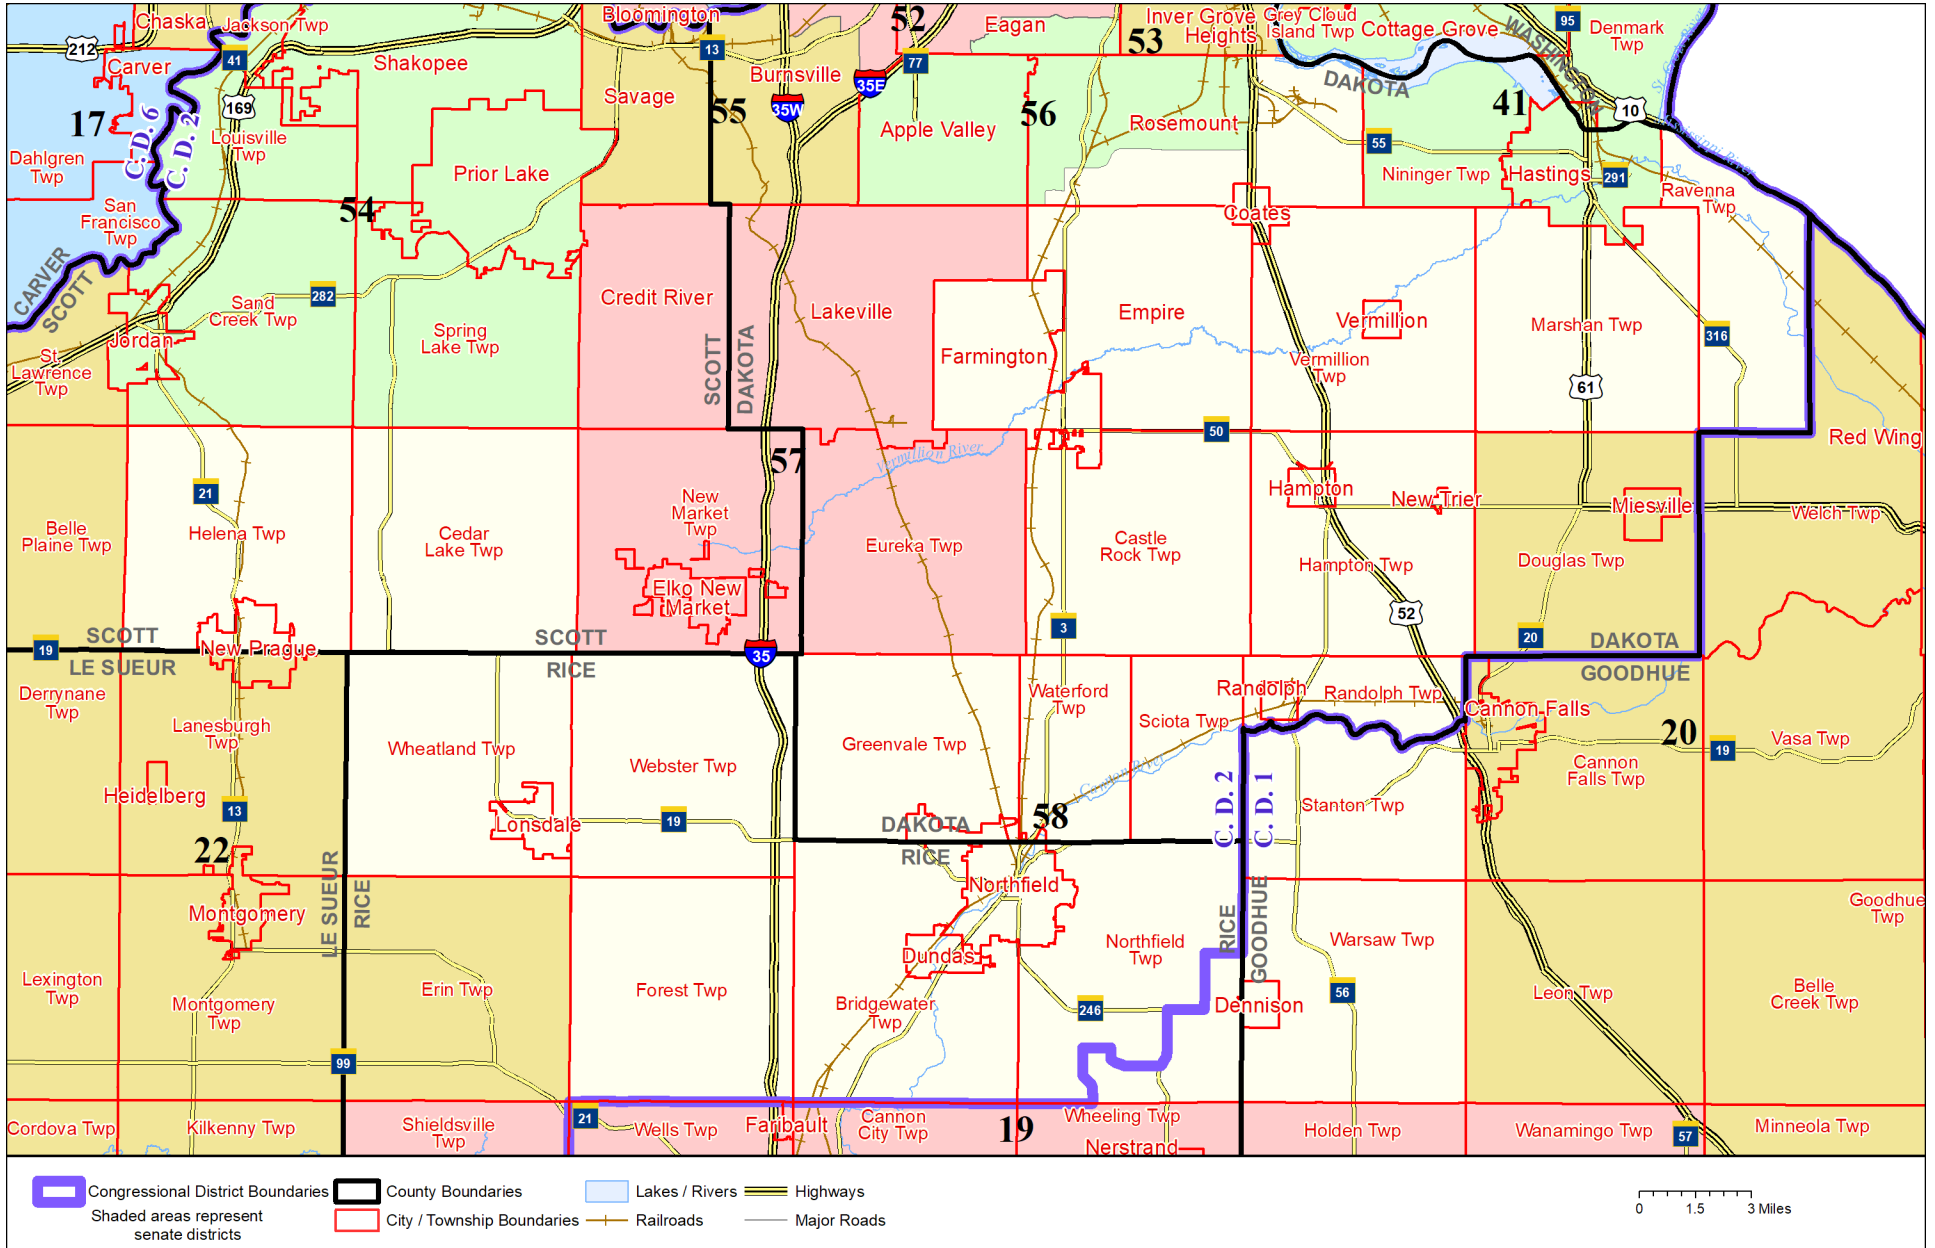 Chaska
Jackson Twp
Bloomington
52
Eagan
53
Inver Grove
Heights
Grey Cloud
Island Twp
Cottage Grove
WASHINGTON
95
Denmark
Twp
212
41
Carver
Shakopee
13
77
Burnsville
35E
DAKOTA
169
17
Savage
55
35W
56
41
10
Louisville
Twp
Apple Valley
Rosemount
Mississippi River
Dahlgren
Twp
C. D. 6
C. D. 2
Prior Lake
55
Nininger Twp
Hastings
291
Ravenna
Twp
San
Francisco
Twp
54
Coates
CARVER
SCOTT
282
Sand
Creek Twp
Credit River
Lakeville
Empire
Vermillion
Marshan Twp
316
Jordan
Spring
Lake Twp
SCOTT
DAKOTA
Farmington
Vermillion
Twp
St.
Lawrence
Twp
61
50
Red Wing
57
Vermillion River
21
New
Market
Twp
Hampton
New Trier
Miesville
Welch Twp
Belle
Plaine Twp
Helena Twp
Cedar
Lake Twp
Eureka Twp
Castle
Rock Twp
Hampton Twp
Douglas Twp
Elko New
Market
52
3
20
SCOTT
19
LE SUEUR
New Prague
SCOTT
RICE
35
DAKOTA
GOODHUE
Derrynane
Twp
Waterford
Twp
Randolph
Randolph Twp
Cannon Falls
Lanesburgh
Twp
Wheatland Twp
Webster Twp
Greenvale Twp
Sciota Twp
20
19
Vasa Twp
Cannon
Falls Twp
Cannon River
Heidelberg
13
C. D. 2
C. D. 1
Stanton Twp
Lonsdale
19
DAKOTA
RICE
58
22
LE SUEUR
RICE
Northfield
Montgomery
RICE
GOODHUE
Goodhue
Twp
Dundas
Northfield
Twp
Warsaw Twp
Lexington
Twp
Montgomery
Twp
Erin Twp
Forest Twp
Bridgewater
Twp
246
Dennison
56
Leon Twp
Belle
Creek Twp
99
Cordova Twp
Kilkenny Twp
Shieldsville
Twp
21
Wells Twp
Faribault
Cannon
City Twp
19
Wheeling Twp
Nerstrand
Holden Twp
Wanamingo Twp
57
Minneola Twp
Congressional District Boundaries
County Boundaries
Lakes / Rivers
Highways
Shaded areas represent
senate districts
City / Township Boundaries
Railroads
Major Roads
0 1.5 3 Miles